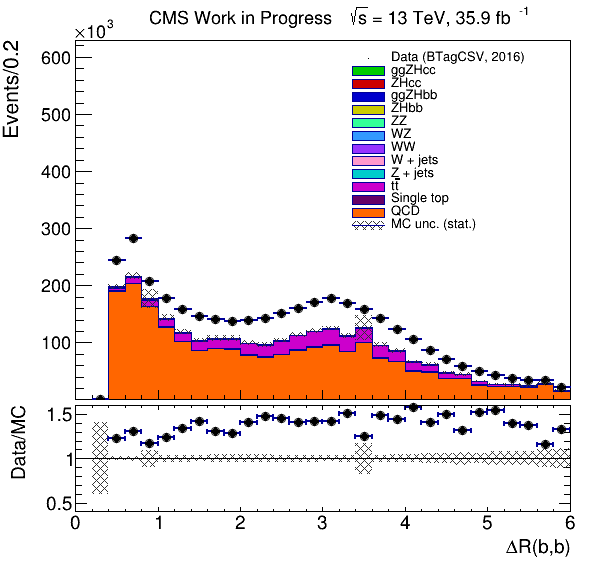 CMS Work in Progress √s = 13 TeV, 35.9 fb⁻¹
×10³
Events/0.2
600
500
400
300
200
100
Data (BTagCSV, 2016)
ggZHcc
ZHcc
ggZHbb
ZHbb
ZZ
WZ
WW
W + jets
Z + jets
tt̅
Single top
QCD
MC unc. (stat.)
Data/MC
1.5
1
0.5
0 1 2 3 4 5 6
ΔR(b,b)